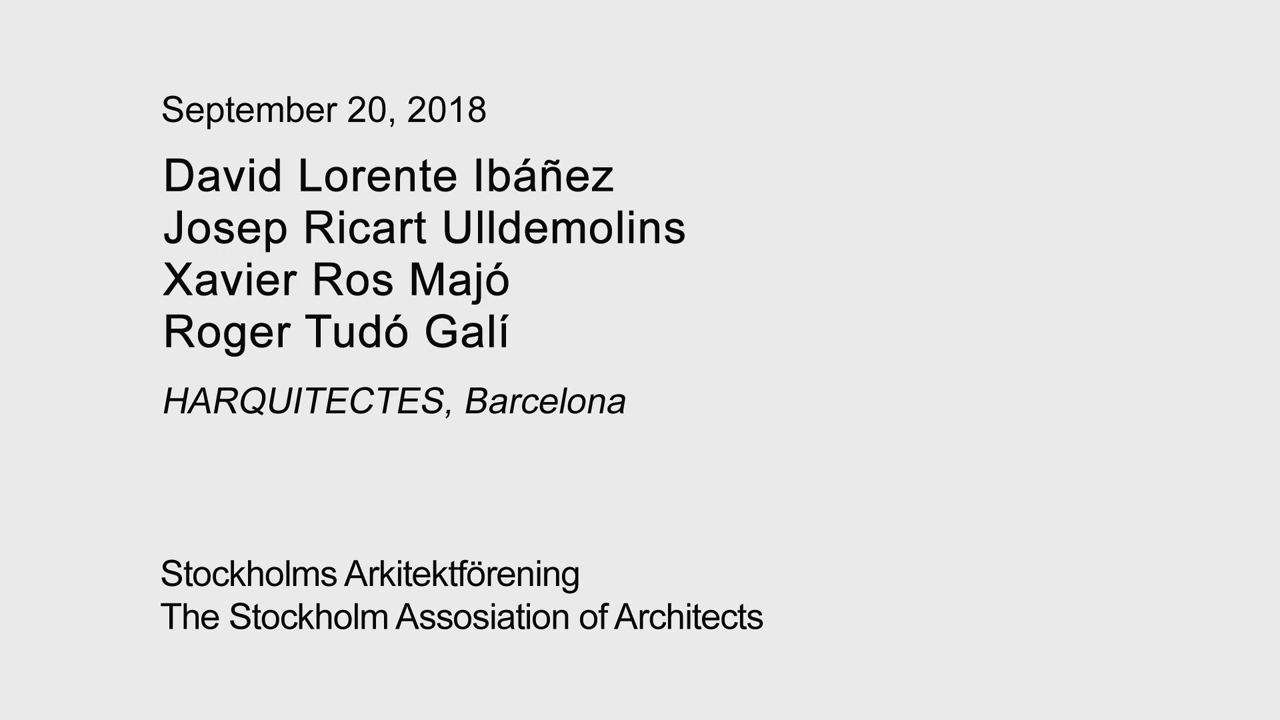 September 20, 2018
David Lorente Ibáñez
Josep Ricart Ulldemolins
Xavier Ros Majó
Roger Tudó Galí
HARQUITECTES, Barcelona
Stockholms Arkitektförening
The Stockholm Assosiation of Architects